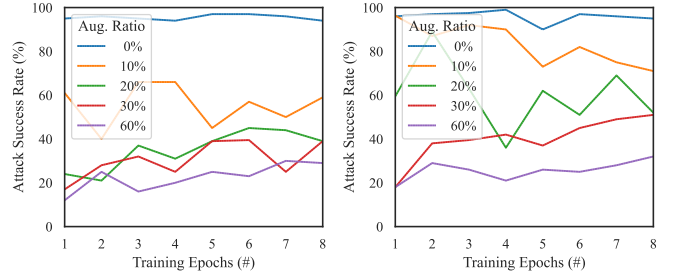 100
80
60
40
20
0
Attack Success Rate (%)
Aug. Ratio
0%
10%
20%
30%
60%
1 2 3 4 5 6 7 8
Training Epochs (#)
100
80
60
40
20
0
Attack Success Rate (%)
Aug. Ratio
0%
10%
20%
30%
60%
1 2 3 4 5 6 7 8
Training Epochs (#)